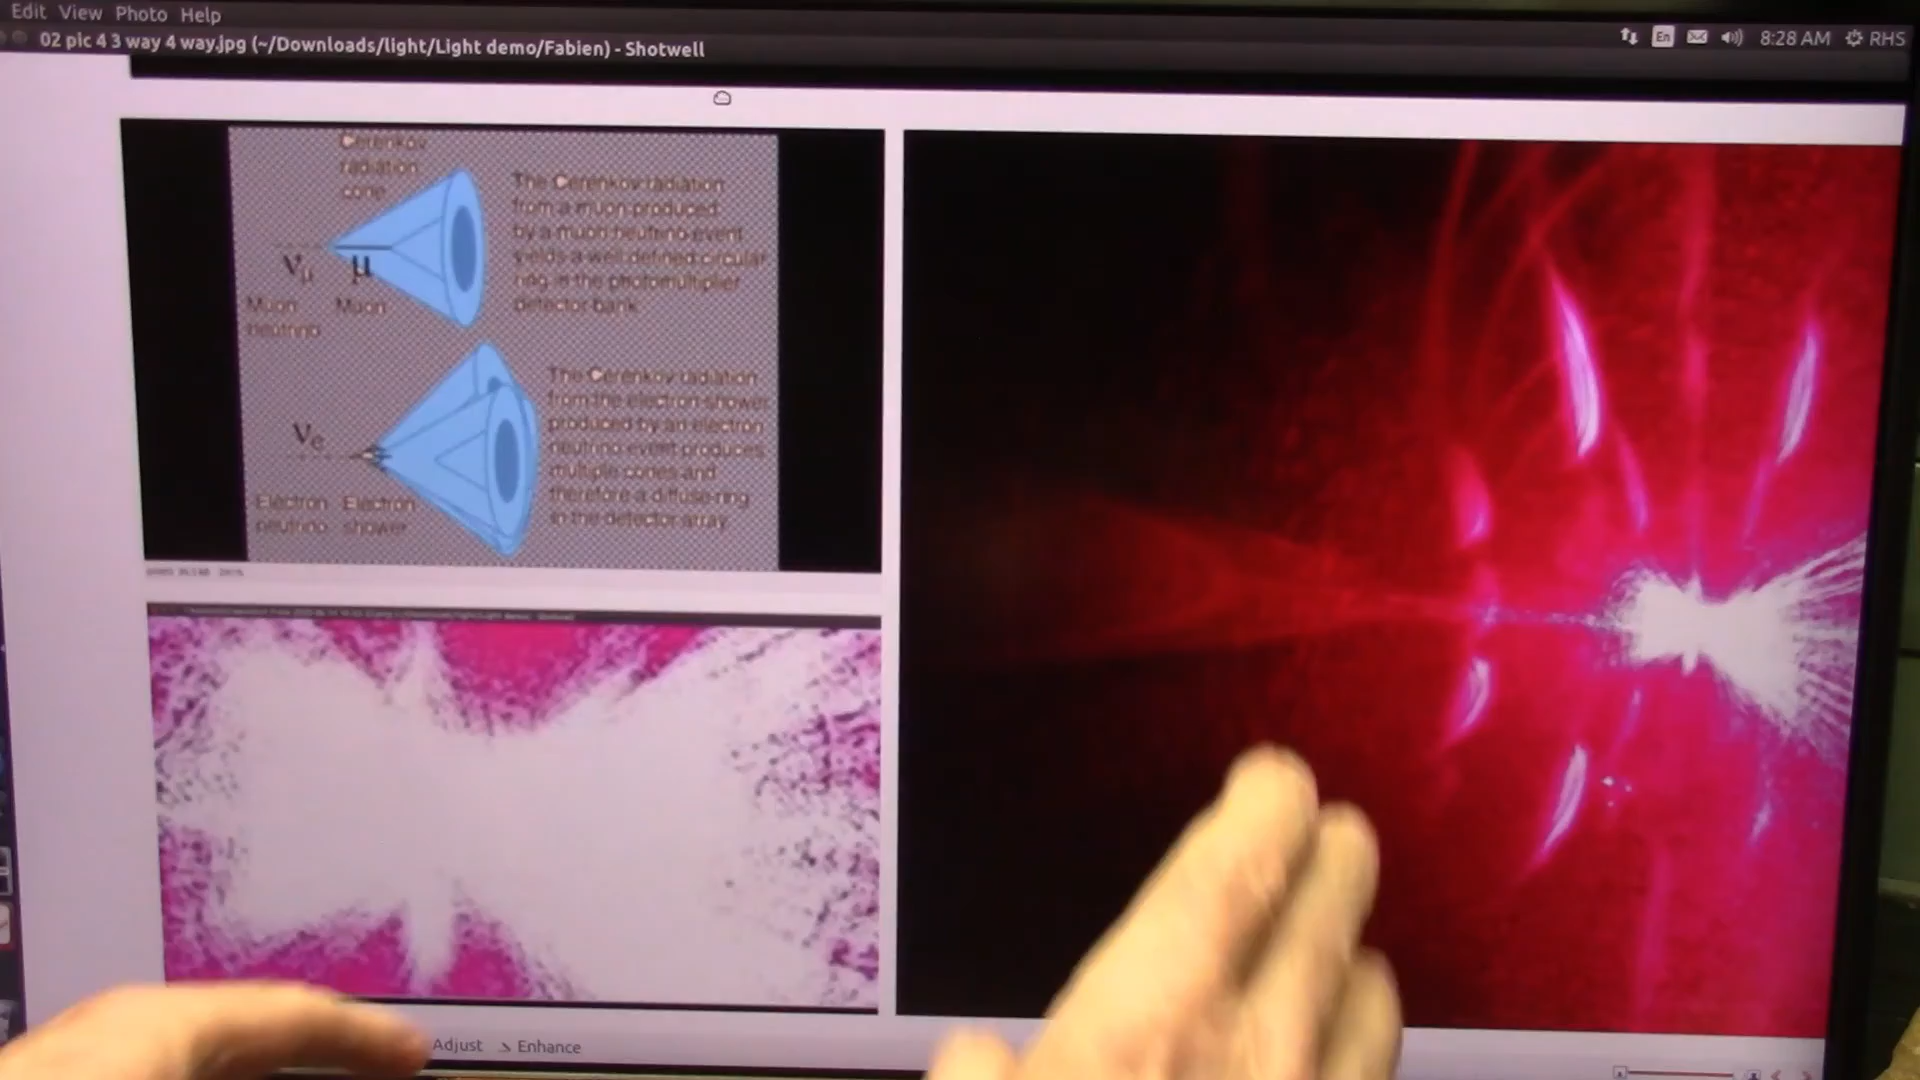 Edit View Photo Help
02 pic 4 3 way 4 way.jpg (~/Downloads/light/Light demo/Fabien) - Shotwell
En 8:28 AM RHS
Cerenkov
radiation
cone
The Cerenkov radiation
from a muon produced
by a muon neutrino event
yields a well defined circular
ring in the photomultiplier
detector bank.
νμ μ
Muon Muon
neutrino
The Cerenkov radiation
from the electron shower
produced by an electron
neutrino event produces
multiple cones and
therefore a diffuse ring
in the detector array.
νe
Electron Electron
neutrino shower
Adjust Enhance